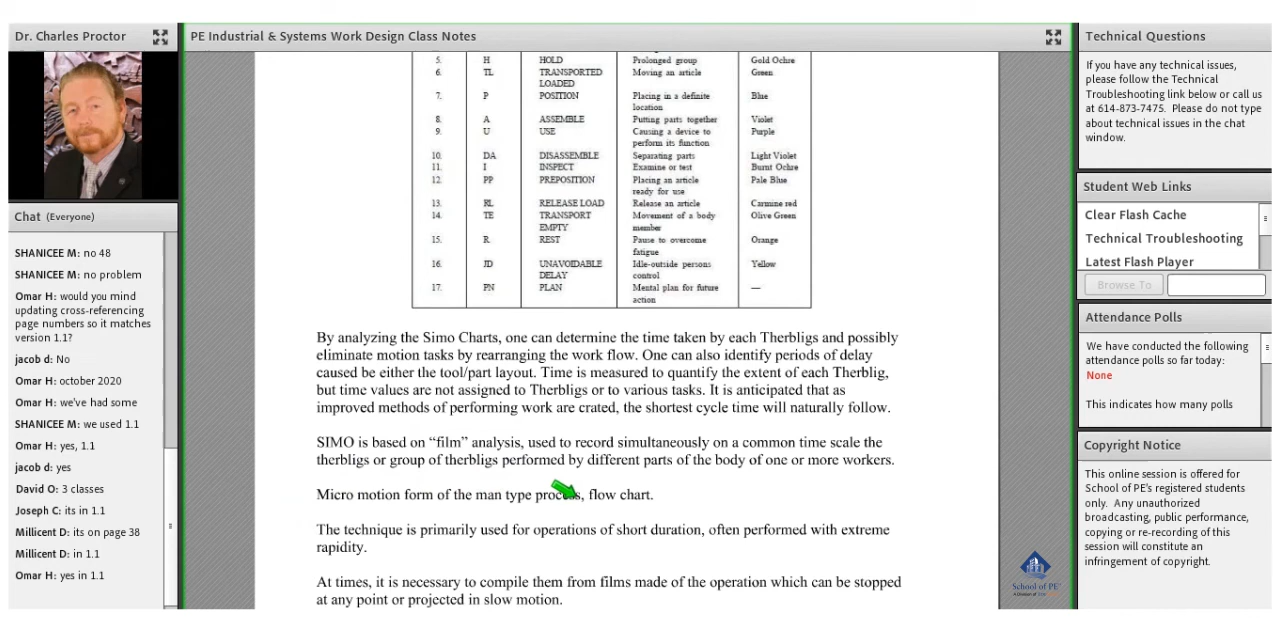 Dr. Charles Proctor
PE Industrial & Systems Work Design Class Notes
Technical Questions
If you have any technical issues,
please follow the Technical
Troubleshooting link below or call us
at 614-873-7475. Please do not type
about technical issues in the chat
window.
Student Web Links
Clear Flash Cache
Technical Troubleshooting
Latest Flash Player
Browse To
Attendance Polls
We have conducted the following
attendance polls so far today:
None
This indicates how many polls
Copyright Notice
This online session is offered for
School of PE's registered students
only. Any unauthorized
broadcasting, public performance,
copying or re-recording of this
session will constitute an
infringement of copyright.
Chat (Everyone)
SHANICEE M: no 48
SHANICEE M: no problem
Omar H: would you mind
updating cross-referencing
page numbers so it matches
version 1.1?
jacob d: No
Omar H: october 2020
Omar H: we've had some
SHANICEE M: we used 1.1
Omar H: yes, 1.1
jacob d: yes
David O: 3 classes
Joseph C: its in 1.1
Millicent D: its on page 38
Millicent D: in 1.1
Omar H: yes in 1.1
5. H HOLD Prolonged group Gold Ochre
6. TL TRANSPORTED Moving an article Green
LOADED
7. P POSITION Placing in a definite Blue
location
8. A ASSEMBLE Putting parts together Violet
9. U USE Causing a device to Purple
perform its function
10. DA DISASSEMBLE Separating parts Light Violet
11. I INSPECT Examine or test Burnt Ochre
12. PP PREPOSITION Placing an article Pale Blue
ready for use
13. RL RELEASE LOAD Release an article Carmine red
14. TE TRANSPORT Movement of a body Olive Green
EMPTY member
15. R REST Pause to overcome Orange
fatigue
16. JD UNAVOIDABLE Idle-outside persons Yellow
DELAY control
17. PN PLAN Mental plan for future —
action
By analyzing the Simo Charts, one can determine the time taken by each Therbligs and possibly
eliminate motion tasks by rearranging the work flow. One can also identify periods of delay
caused be either the tool/part layout. Time is measured to quantify the extent of each Therblig,
but time values are not assigned to Therbligs or to various tasks. It is anticipated that as
improved methods of performing work are crated, the shortest cycle time will naturally follow.
SIMO is based on “film” analysis, used to record simultaneously on a common time scale the
therbligs or group of therbligs performed by different parts of the body of one or more workers.
Micro motion form of the man type process, flow chart.
The technique is primarily used for operations of short duration, often performed with extreme
rapidity.
At times, it is necessary to compile them from films made of the operation which can be stopped
at any point or projected in slow motion.
School of PE